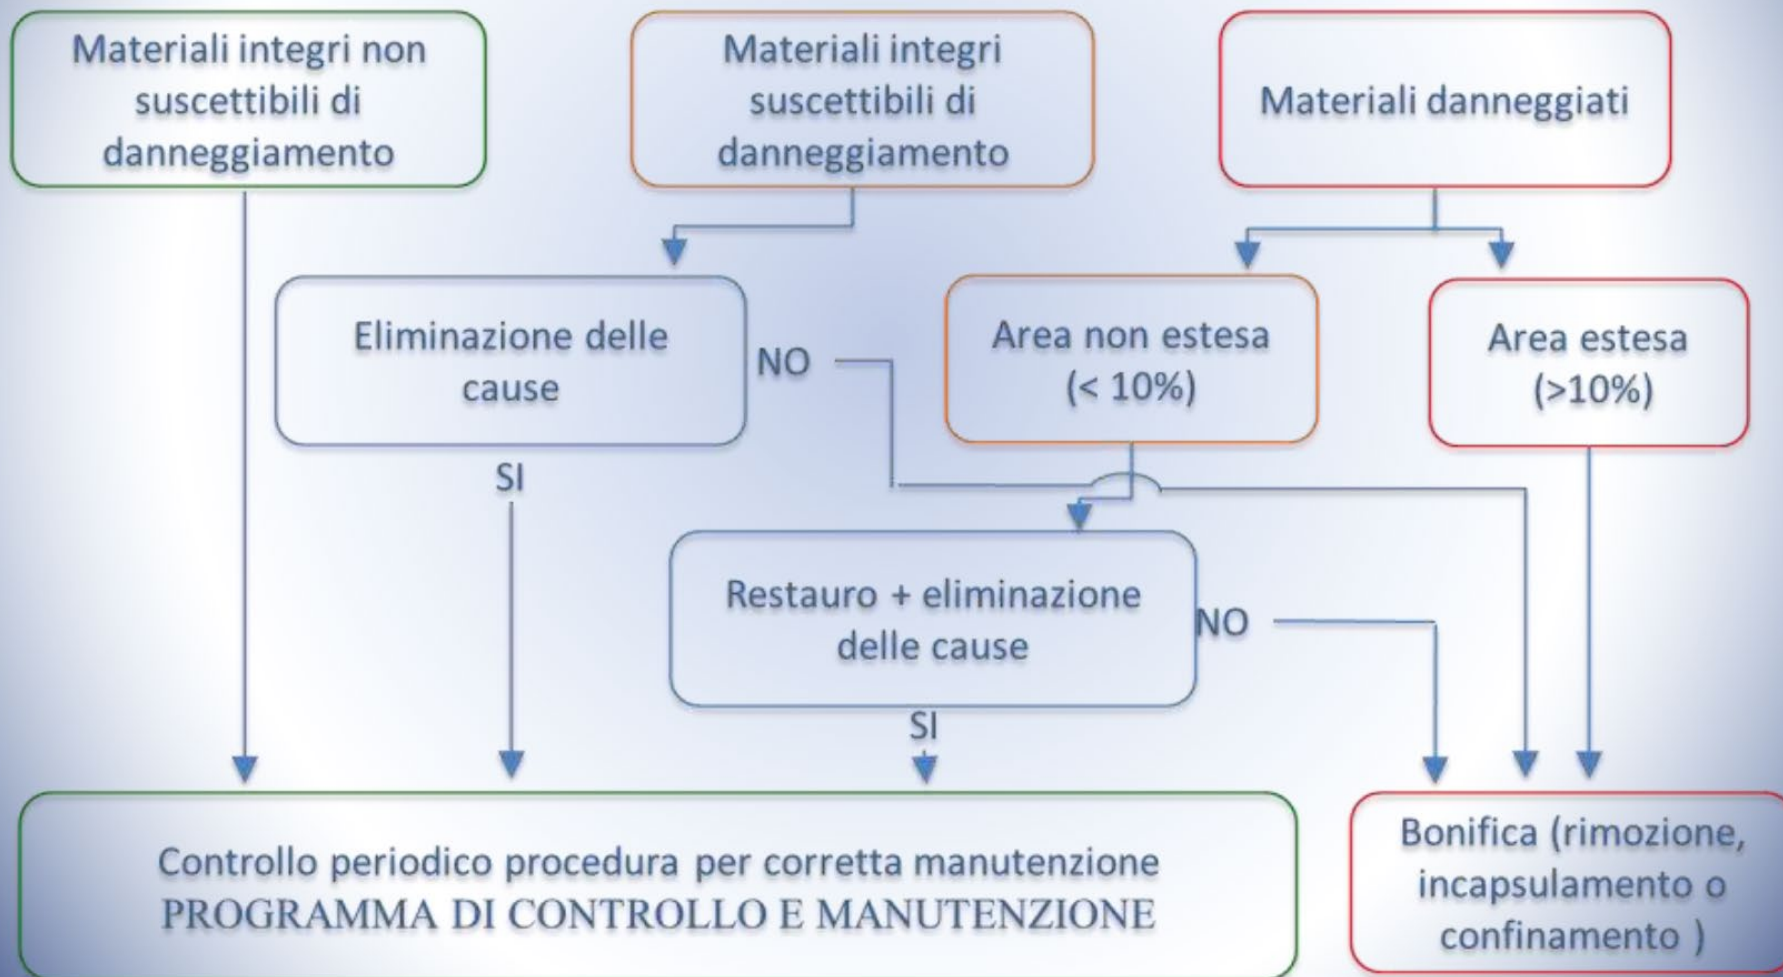 Materiali integri non
suscettibili di
danneggiamento
Materiali integri
suscettibili di
danneggiamento
Materiali danneggiati
Eliminazione delle
cause
NO
Area non estesa
(< 10%)
Area estesa
(>10%)
SI
Restauro + eliminazione
delle cause
NO
SI
Controllo periodico procedura per corretta manutenzione
PROGRAMMA DI CONTROLLO E MANUTENZIONE
Bonifica (rimozione,
incapsulamento o
confinamento )